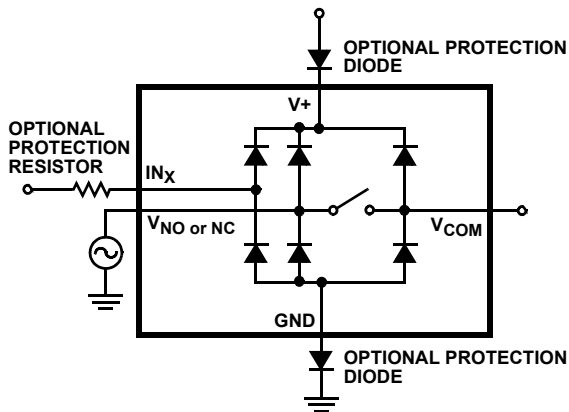 OPTIONAL PROTECTION
DIODE
V+
OPTIONAL
PROTECTION
RESISTOR
INX
VNO or NC
VCOM
GND
OPTIONAL PROTECTION
DIODE